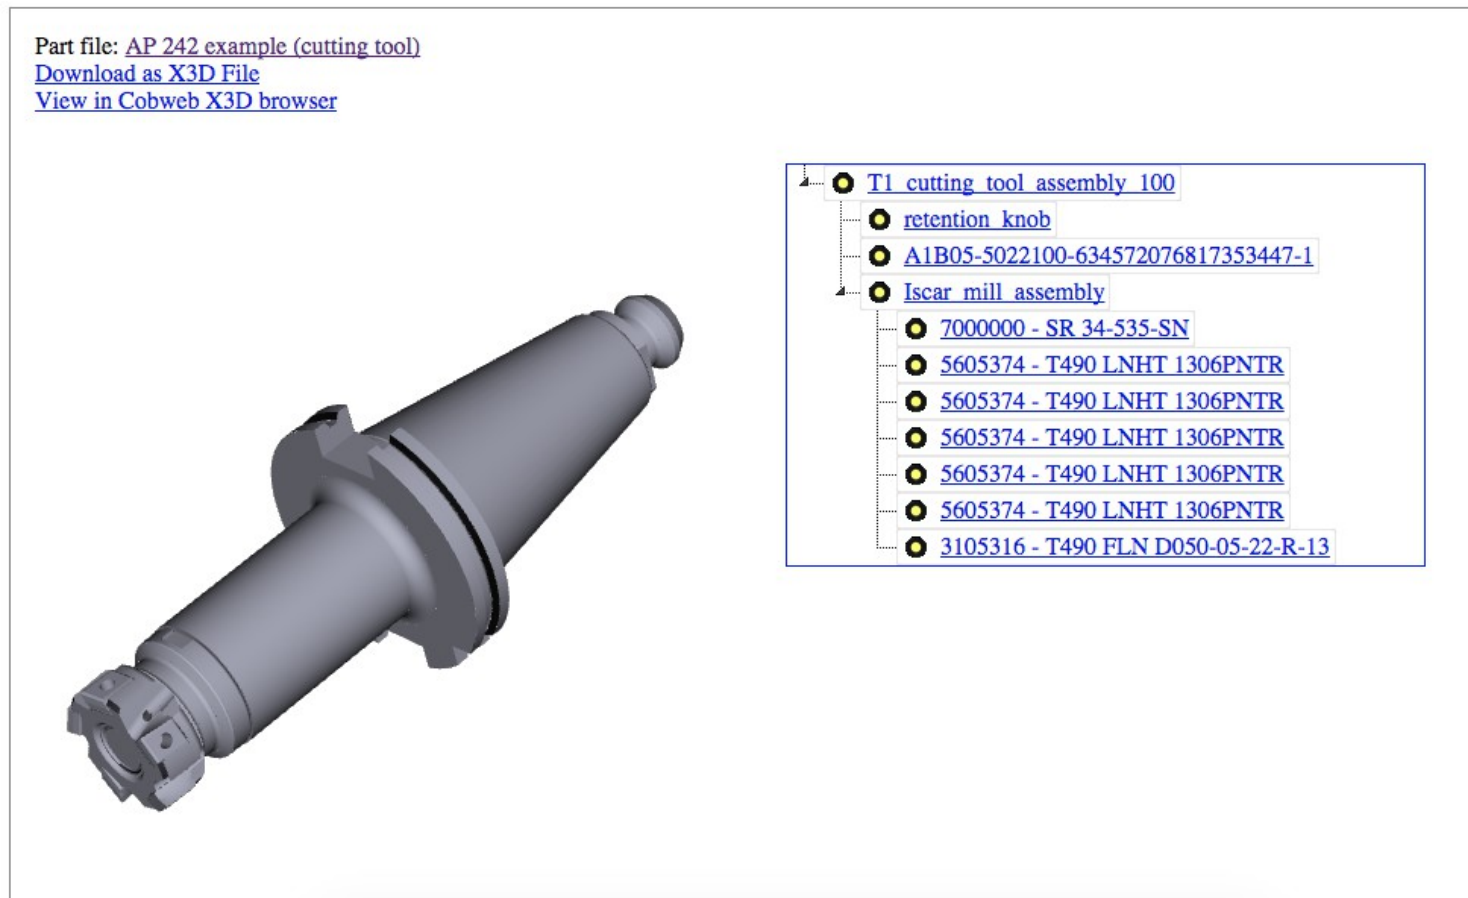 Part file: AP 242 example (cutting tool)
Download as X3D File
View in Cobweb X3D browser
T1_cutting_tool_assembly_100
retention_knob
A1B05-5022100-634572076817353447-1
Iscar_mill_assembly
7000000 - SR 34-535-SN
5605374 - T490 LNHT 1306PNTR
5605374 - T490 LNHT 1306PNTR
5605374 - T490 LNHT 1306PNTR
5605374 - T490 LNHT 1306PNTR
5605374 - T490 LNHT 1306PNTR
3105316 - T490 FLN D050-05-22-R-13